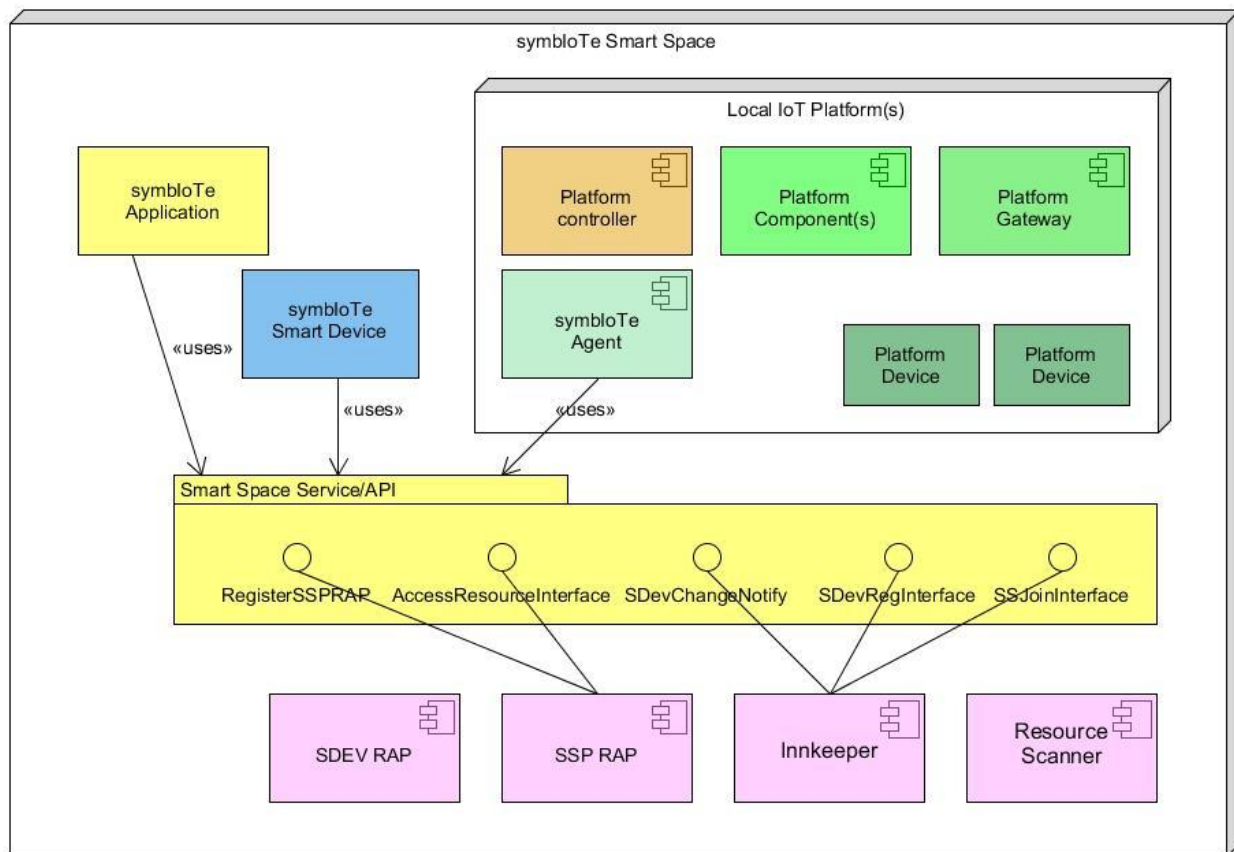 symbIoTe Smart Space
Local IoT Platform(s)
symbIoTe
Application
Platform
controller
Platform
Component(s)
Platform
Gateway
symbIoTe
Smart Device
symbIoTe
Agent
Platform
Device
Platform
Device
«uses»
«uses»
«uses»
Smart Space Service/API
RegisterSSPRAP
AccessResourceInterface
SDevChangeNotify
SDevRegInterface
SSJoinInterface
SDEV RAP
SSP RAP
Innkeeper
Resource
Scanner